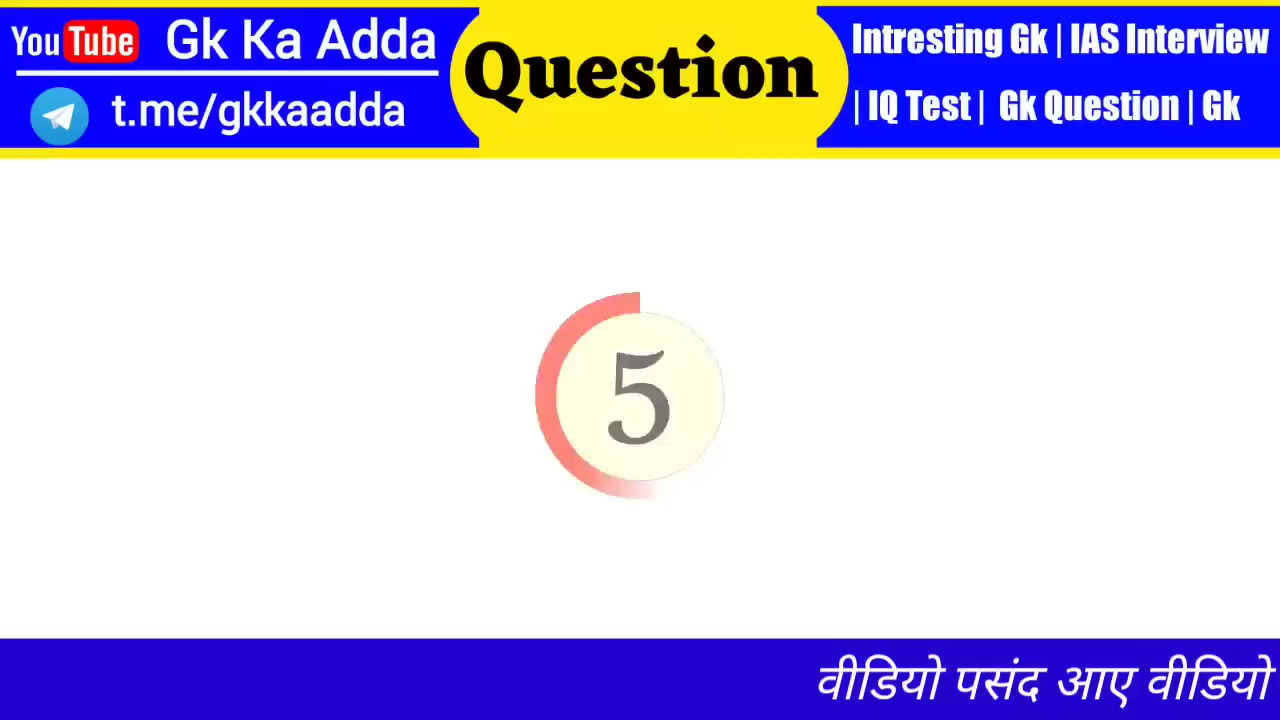 YouTube Gk Ka Adda
t.me/gkkaadda
Question
Intresting Gk | IAS Interview
| IQ Test | Gk Question | Gk
5
वीडियो पसंद आए वीडियो